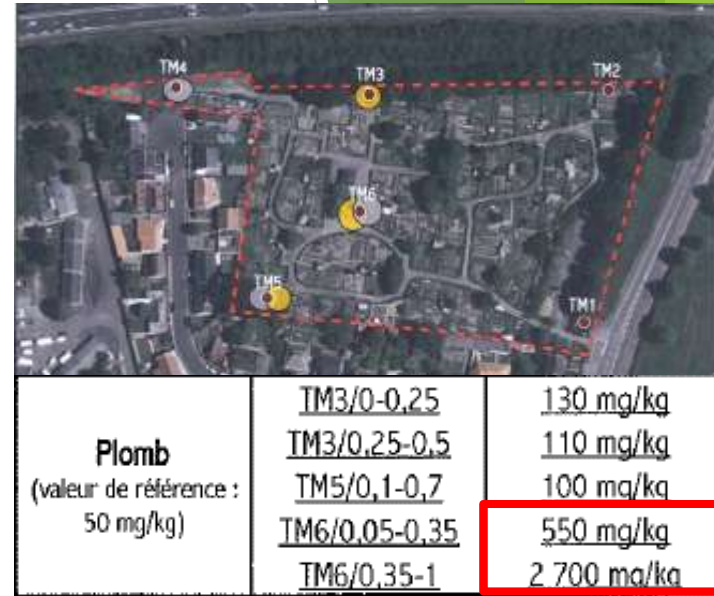 TM4
TM3
TM2
TM6
TM5
TM1
Plomb
(valeur de référence :
50 mg/kg)
TM3/0-0,25 130 mg/kg
TM3/0,25-0,5 110 mg/kg
TM5/0,1-0,7 100 mg/kg
TM6/0,05-0,35 550 mg/kg
TM6/0,35-1 2 700 mg/kg